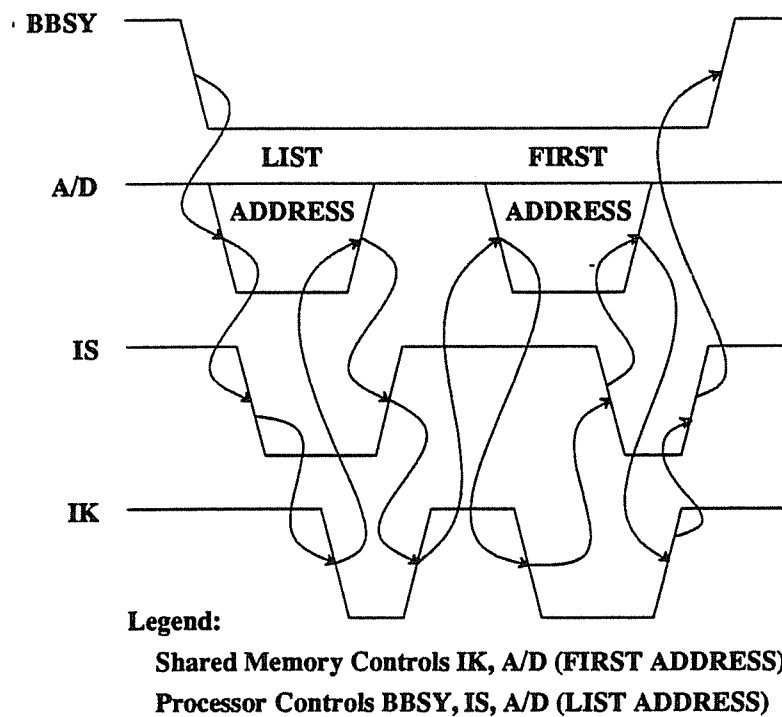 BBSY
LIST FIRST
A/D
ADDRESS ADDRESS
IS
IK
Legend:
Shared Memory Controls IK, A/D (FIRST ADDRESS)
Processor Controls BBSY, IS, A/D (LIST ADDRESS)